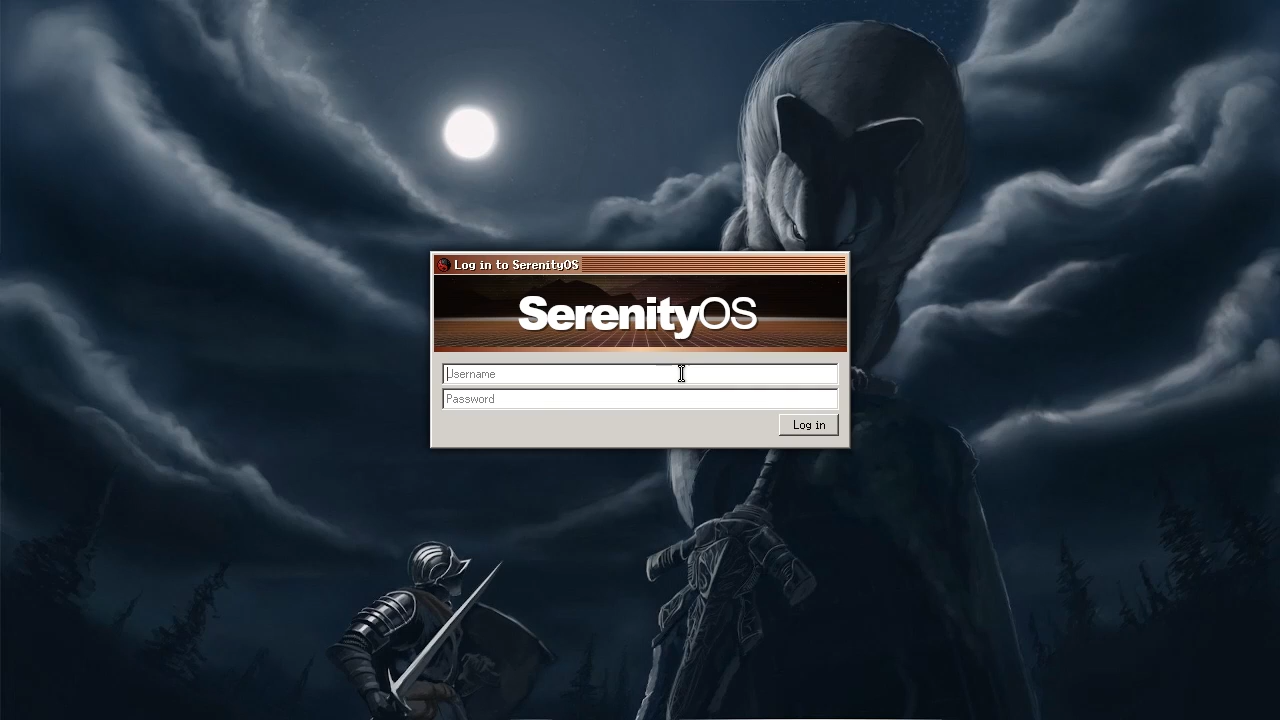 Log in to SerenityOS
SerenityOS
Username
Password
Log in